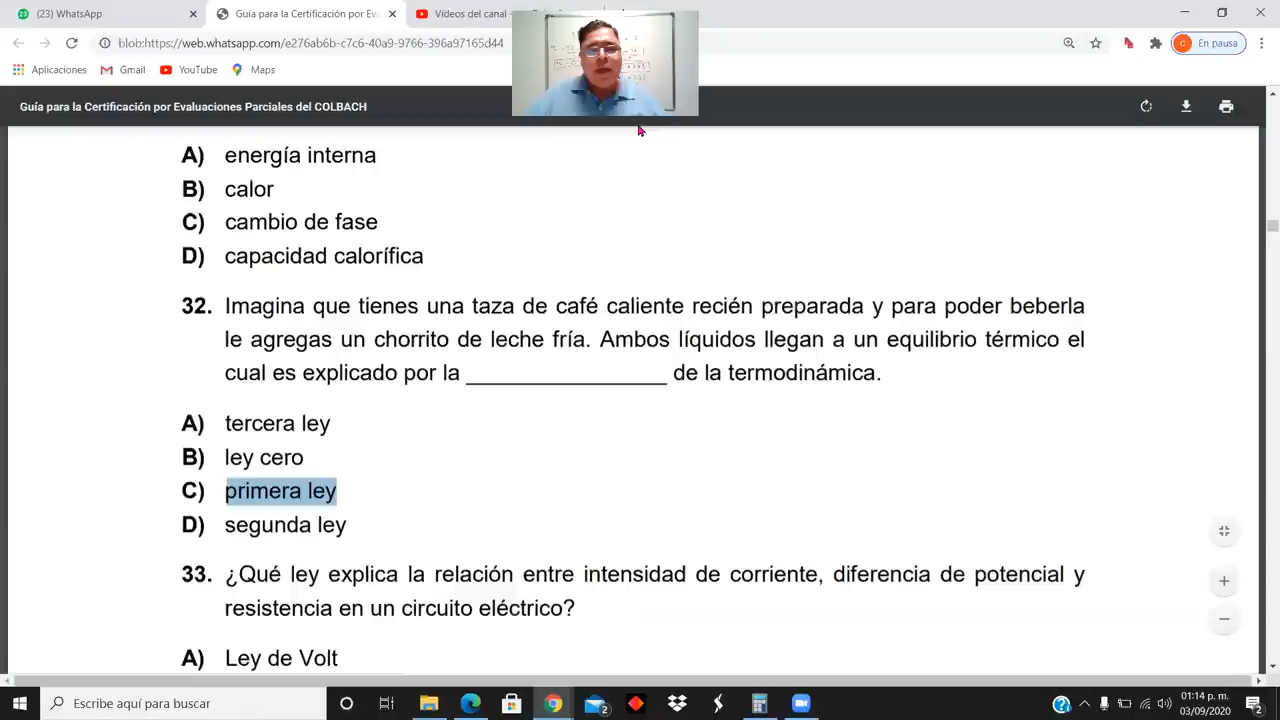 (23) WhatsApp
Guía para la Certificación por Eva
Vídeos del canal
blob:https://web.whatsapp.com/e276ab6b
7c6-40a9-9766-396a97165d44
En pausa
Aplicaciones
Gmail
YouTube
Maps
Guía para la Certificación por Evaluaciones Parciales del COLBACH
A) energía interna
B) calor
C) cambio de fase
D) capacidad calorífica
32. Imagina que tienes una taza de café caliente recién preparada y para poder beberla
le agregas un chorrito de leche fría. Ambos líquidos llegan a un equilibrio térmico el
cual es explicado por la ________________ de la termodinámica.
A) tercera ley
B) ley cero
C) primera ley
D) segunda ley
33. ¿Qué ley explica la relación entre intensidad de corriente, diferencia de potencial y
resistencia en un circuito eléctrico?
A) Ley de Volt
Escribe aquí para buscar
01:14 p. m.
03/09/2020